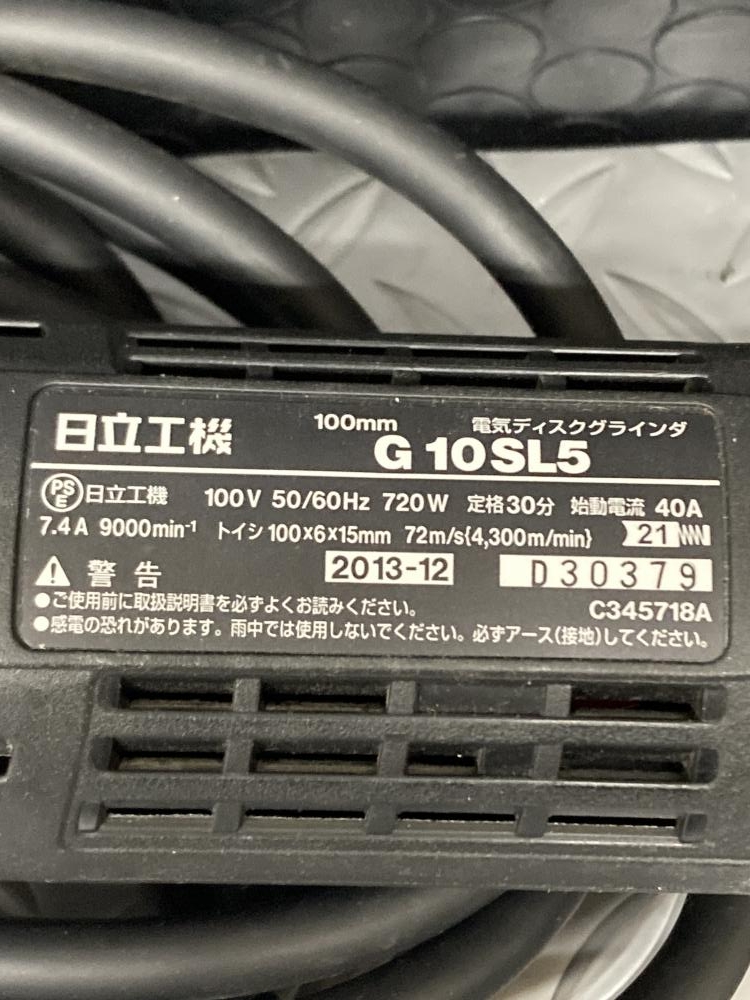 100mm 電気ディスクグラインダ
日立工機 G10SL5
PSE 日立工機 100V 50/60Hz 720W 定格30分 始動電流 40A
7.4A 9000min⁻¹ トイシ100×6×15mm 72m/s{4,300m/min} 21
警告 2013-12 D30379
●ご使用前に取扱説明書を必ずよくお読みください。 C345718A
●感電の恐れがあります。雨中では使用しないでください。必ずアース(接地)してください。